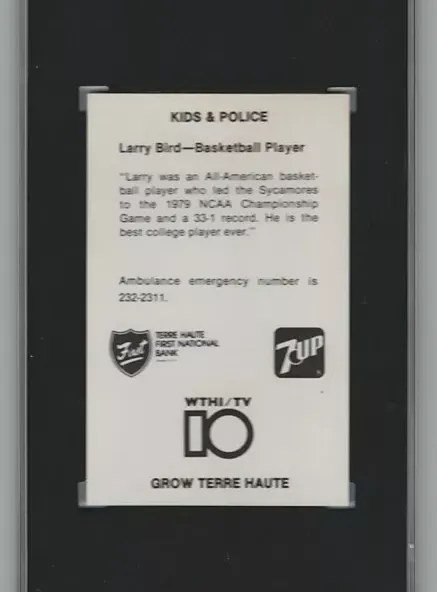 KIDS & POLICE
Larry Bird—Basketball Player
"Larry was an All-American basket-
ball player who led the Sycamores
to the 1979 NCAA Championship
Game and a 33-1 record. He is the
best college player ever."
Ambulance emergency number is
232-2311.
First
TERRE HAUTE
FIRST NATIONAL
BANK
7UP
WTHI/TV
10
GROW TERRE HAUTE